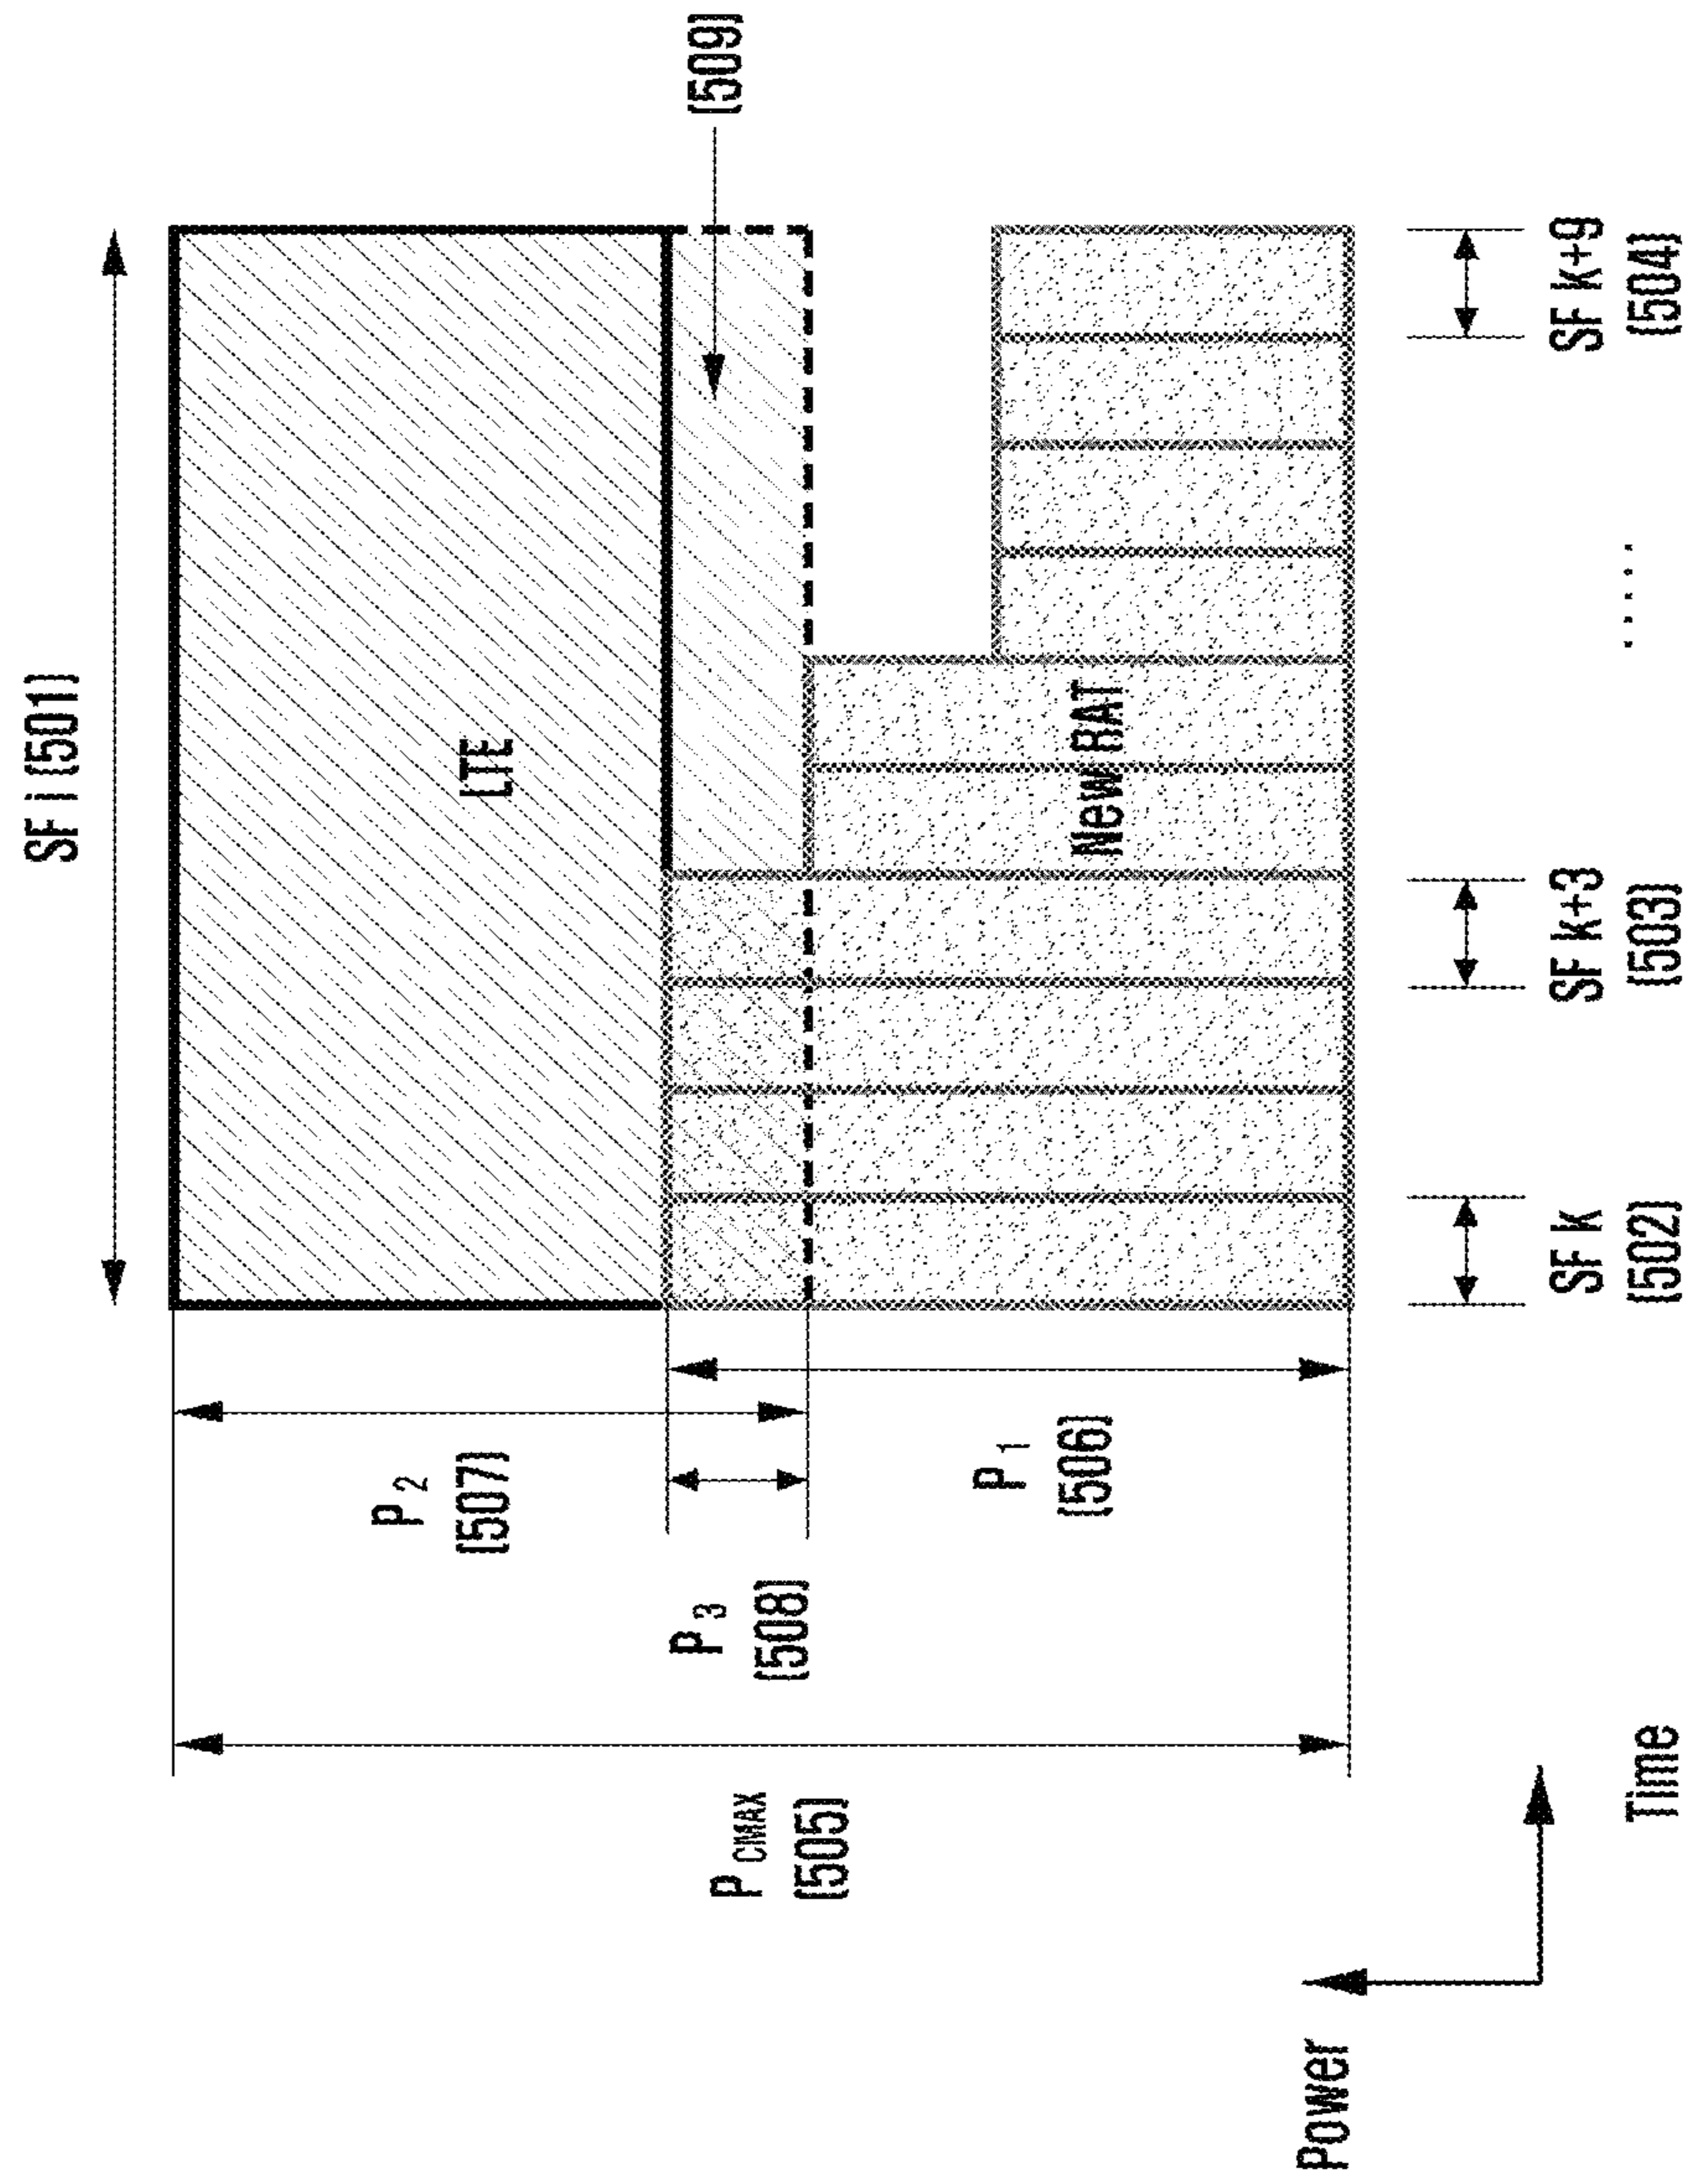 SF i (501)
(509)
LTE
New RAT
P2
(507)
P3
(508)
P1
(506)
PCMAX
(505)
SF k
(502)
SF k+3
(503)
.....
SF k+9
(504)
Power
Time